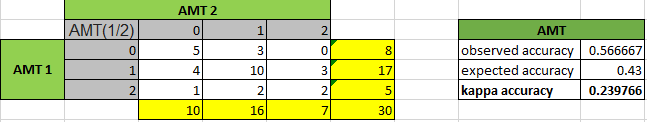 AMT 2
AMT(1/2) 0 1 2
0 5 3 0 8
AMT 1 1 4 10 3 17
2 1 2 2 5
10 16 7 30
AMT
observed accuracy 0.566667
expected accuracy 0.43
kappa accuracy 0.239766